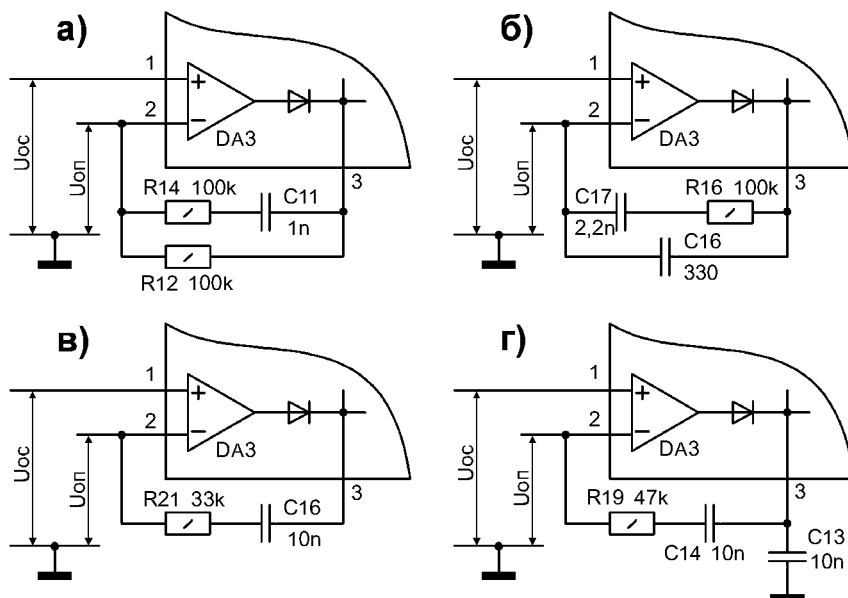 а)
1
+
2
−
DA3
Uос
Uоп
3
R14 100k
C11
1n
R12 100k
б)
1
+
2
−
DA3
Uос
Uоп
3
C17
2,2n
R16 100k
C16
330
в)
1
+
2
−
DA3
Uос
Uоп
3
R21 33k
C16
10n
г)
1
+
2
−
DA3
Uос
Uоп
3
R19 47k
C14 10n
C13
10n